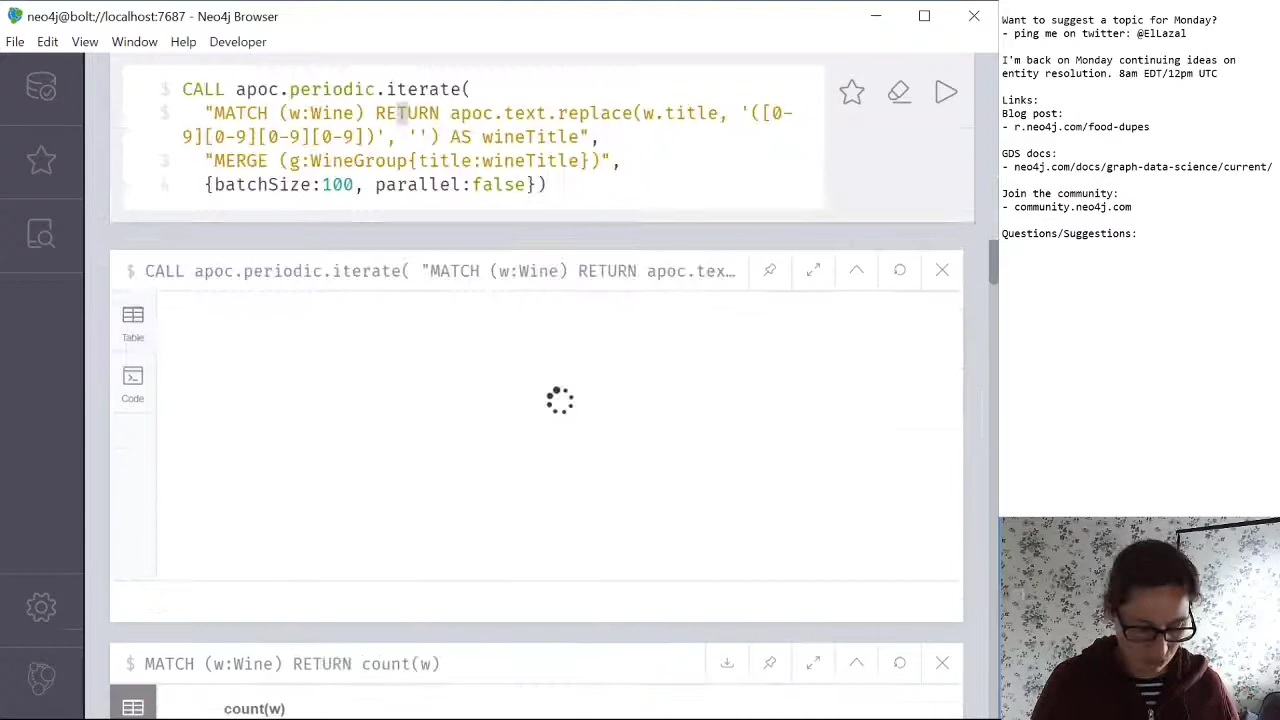 neo4j@bolt://localhost:7687 - Neo4j Browser
File Edit View Window Help Developer
$ CALL apoc.periodic.iterate(
$ "MATCH (w:Wine) RETURN apoc.text.replace(w.title, '([0-
9][0-9][0-9][0-9])', '') AS wineTitle",
3 "MERGE (g:WineGroup{title:wineTitle})",
4 {batchSize:100, parallel:false})
$ CALL apoc.periodic.iterate( "MATCH (w:Wine) RETURN apoc.tex...
Table
Code
$ MATCH (w:Wine) RETURN count(w)
count(w)
Want to suggest a topic for Monday?
- ping me on twitter: @ElLazal
I'm back on Monday continuing ideas on
entity resolution. 8am EDT/12pm UTC
Links:
Blog post:
- r.neo4j.com/food-dupes
GDS docs:
- neo4j.com/docs/graph-data-science/current/
Join the community:
- community.neo4j.com
Questions/Suggestions: